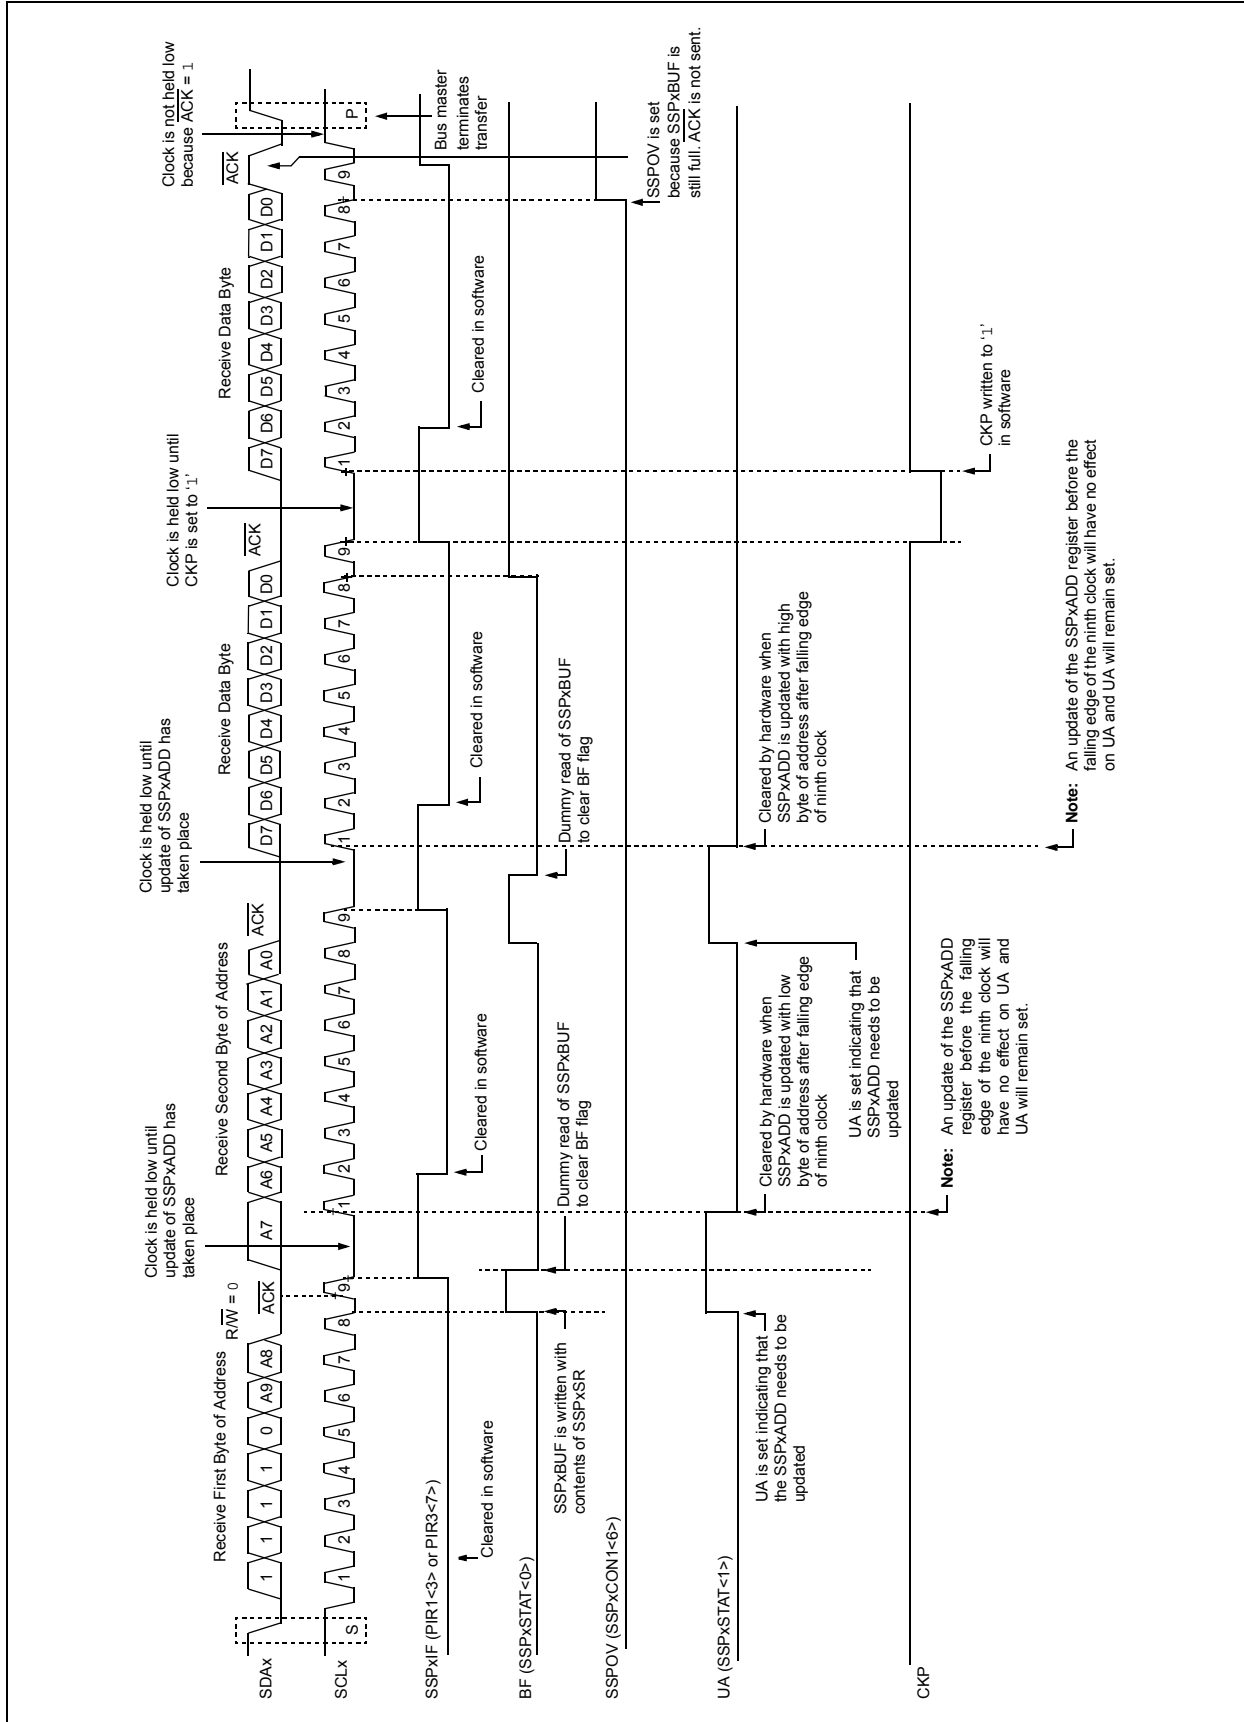 Clock is held low until
update of SSPxADD has
taken place
Clock is held low until
update of SSPxADD has
taken place
Clock is held low until
CKP is set to ‘1’
Clock is not held low
because ACK = 1
Receive First Byte of Address
R/W = 0
Receive Second Byte of Address
Receive Data Byte
Receive Data Byte
ACK
ACK
ACK
ACK
SDAx
1 1 1 1 0 A9 A8
A7 A6 A5 A4 A3 A2 A1 A0
D7 D6 D5 D4 D3 D2 D1 D0
D7 D6 D5 D4 D3 D2 D1 D0
SCLx
S
1 2 3 4 5 6 7 8 9
1 2 3 4 5 6 7 8 9
1 2 3 4 5 6 7 8 9
1 2 3 4 5 6 7 8 9
P
SSPxIF (PIR1<3> or PIR3<7>)
Bus master
terminates
transfer
Cleared in software
Cleared in software
Cleared in software
Cleared in software
BF (SSPxSTAT<0>)
SSPxBUF is written with
contents of SSPxSR
Dummy read of SSPxBUF
to clear BF flag
Dummy read of SSPxBUF
to clear BF flag
SSPOV (SSPxCON1<6>)
SSPOV is set
because SSPxBUF is
still full. ACK is not sent.
UA (SSPxSTAT<1>)
UA is set indicating that
the SSPxADD needs to be
updated
Cleared by hardware when
SSPxADD is updated with low
byte of address after falling edge
of ninth clock
UA is set indicating that
SSPxADD needs to be
updated
Cleared by hardware when
SSPxADD is updated with high
byte of address after falling edge
of ninth clock
CKP
CKP written to ‘1’
in software
Note: An update of the SSPxADD
register before the falling
edge of the ninth clock will
have no effect on UA and
UA will remain set.
Note: An update of the SSPxADD register before the
falling edge of the ninth clock will have no effect
on UA and UA will remain set.